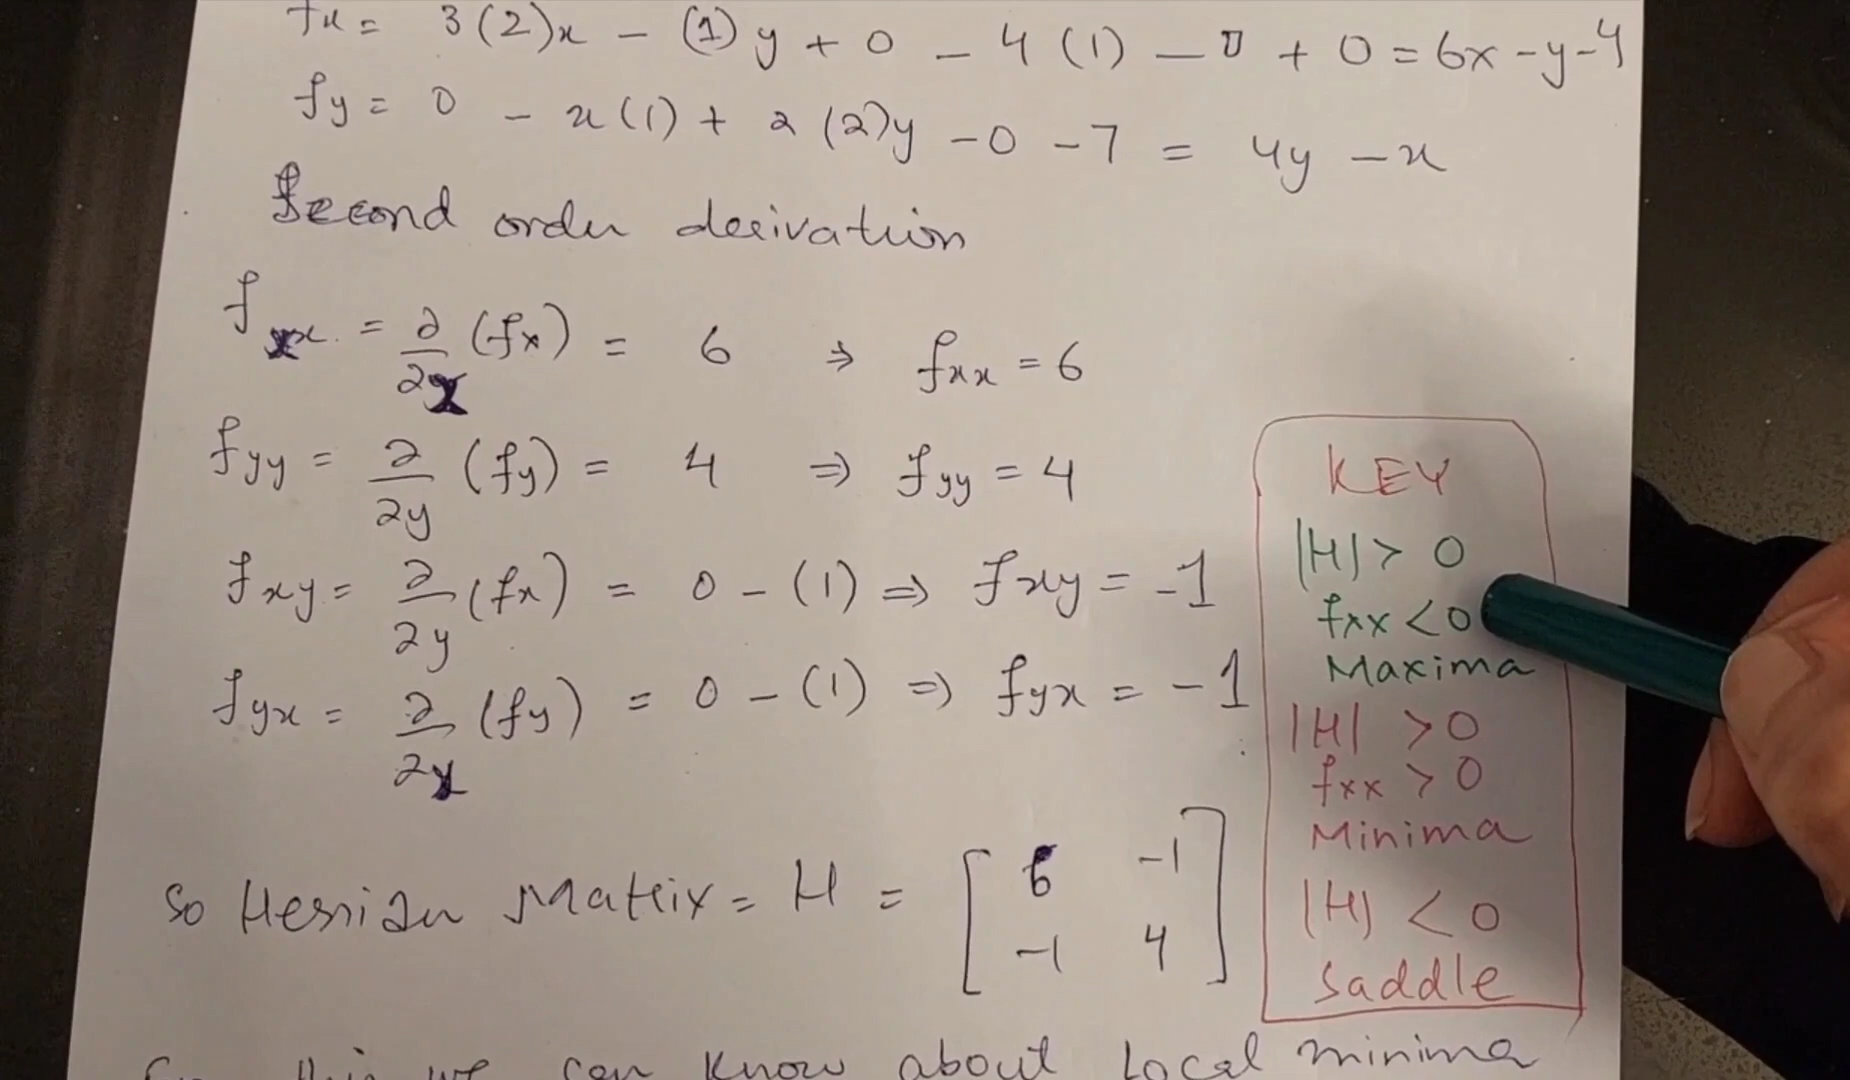 fx = 3(2)x - (1)y + 0 - 4(1) - 0 + 0 = 6x - y - 4
fy = 0 - x(1) + 2(2)y - 0 - 7 = 4y - x
Second order derivation
fxx = ∂/∂x (fx) = 6 ⇒ fxx = 6
fyy = ∂/∂y (fy) = 4 ⇒ fyy = 4
fxy = ∂/∂y (fx) = 0 - (1) ⇒ fxy = -1
fyx = ∂/∂x (fy) = 0 - (1) ⇒ fyx = -1
So Hessian Matrix = H = [
6 -1
-1 4
]
KEY
|H| > 0
fxx < 0
Maxima
|H| > 0
fxx > 0
Minima
|H| < 0
saddle
this we can know about local minima